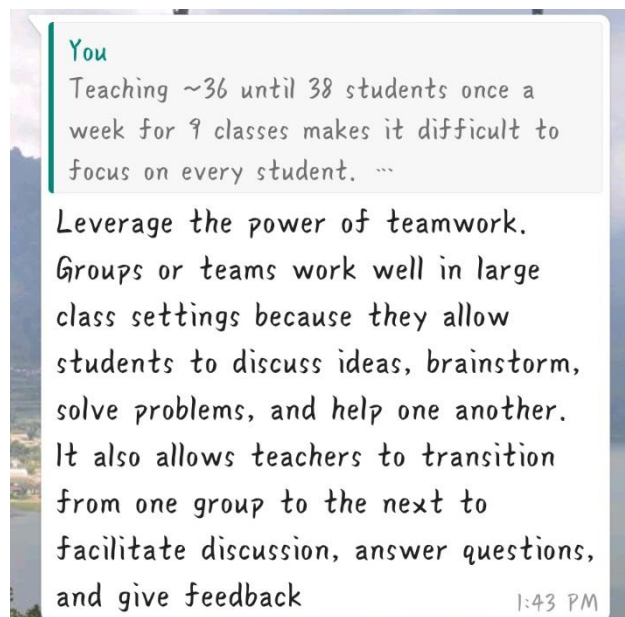 You
Teaching ~36 until 38 students once a
week for 9 classes makes it difficult to
focus on every student. ...
Leverage the power of teamwork.
Groups or teams work well in large
class settings because they allow
students to discuss ideas, brainstorm,
solve problems, and help one another.
It also allows teachers to transition
from one group to the next to
facilitate discussion, answer questions,
and give feedback
1:43 PM